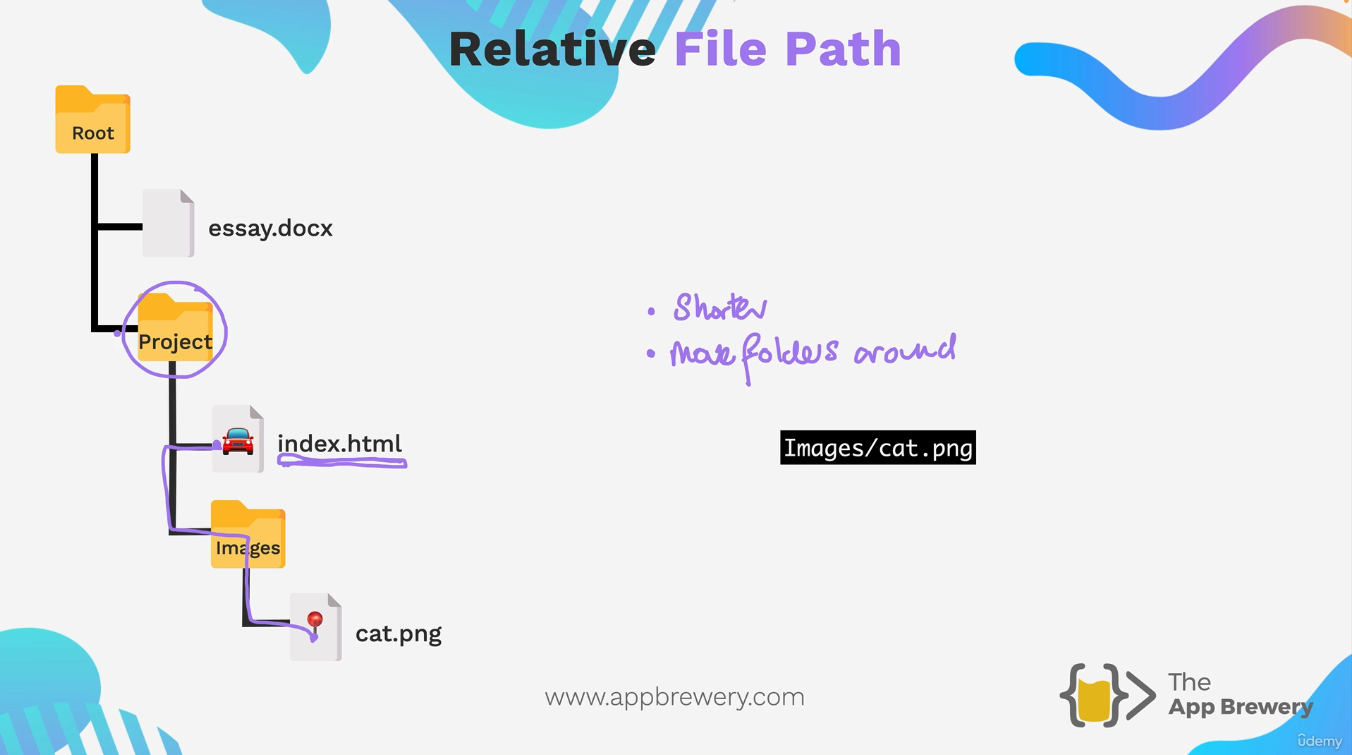 Relative File Path
Root
essay.docx
Project
• Shorter
• Move folders around
index.html
Images/cat.png
Images
cat.png
www.appbrewery.com
The
App Brewery
ûdemy